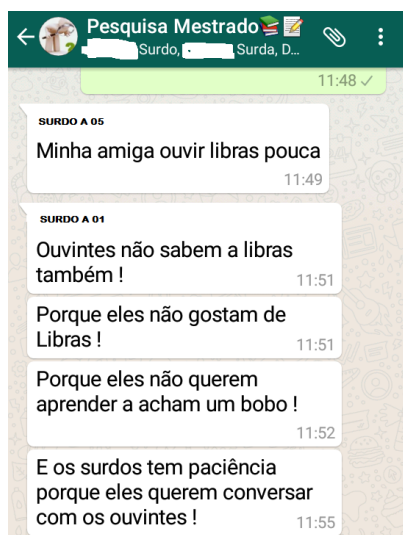 Pesquisa Mestrado📚📝
Surdo, Surda, D...
11:48 ✓
SURDO A 05
Minha amiga ouvir libras pouca
11:49
SURDO A 01
Ouvintes não sabem a libras
também !
11:51
Porque eles não gostam de
Libras !
11:51
Porque eles não querem
aprender a acham um bobo !
11:52
E os surdos tem paciência
porque eles querem conversar
com os ouvintes !
11:55